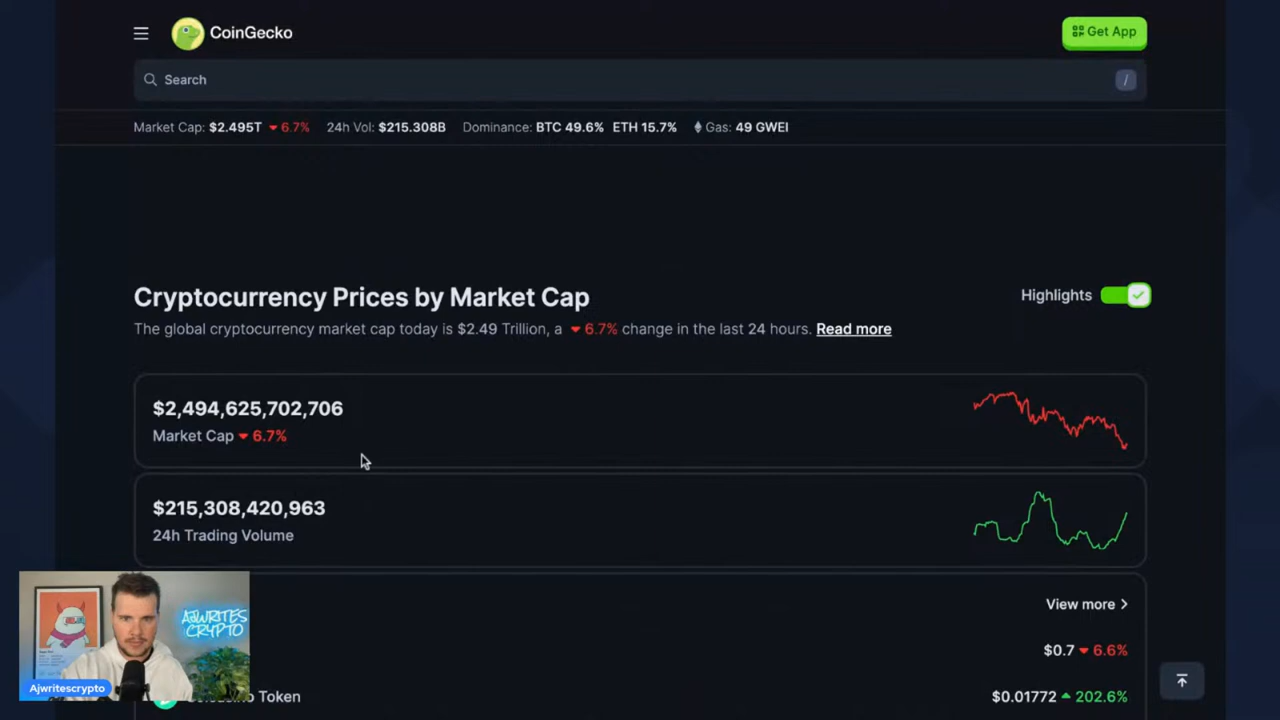 CoinGecko
Get App
Search
/
Market Cap: $2.495T 6.7% 24h Vol: $215.308B Dominance: BTC 49.6% ETH 15.7% Gas: 49 GWEI
Cryptocurrency Prices by Market Cap
Highlights
The global cryptocurrency market cap today is $2.49 Trillion, a 6.7% change in the last 24 hours. Read more
$2,494,625,702,706
Market Cap 6.7%
$215,308,420,963
24h Trading Volume
View more
$0.7 6.6%
Token
$0.01772 202.6%
AJWRITES
CRYPTO
Ajwritescrypto